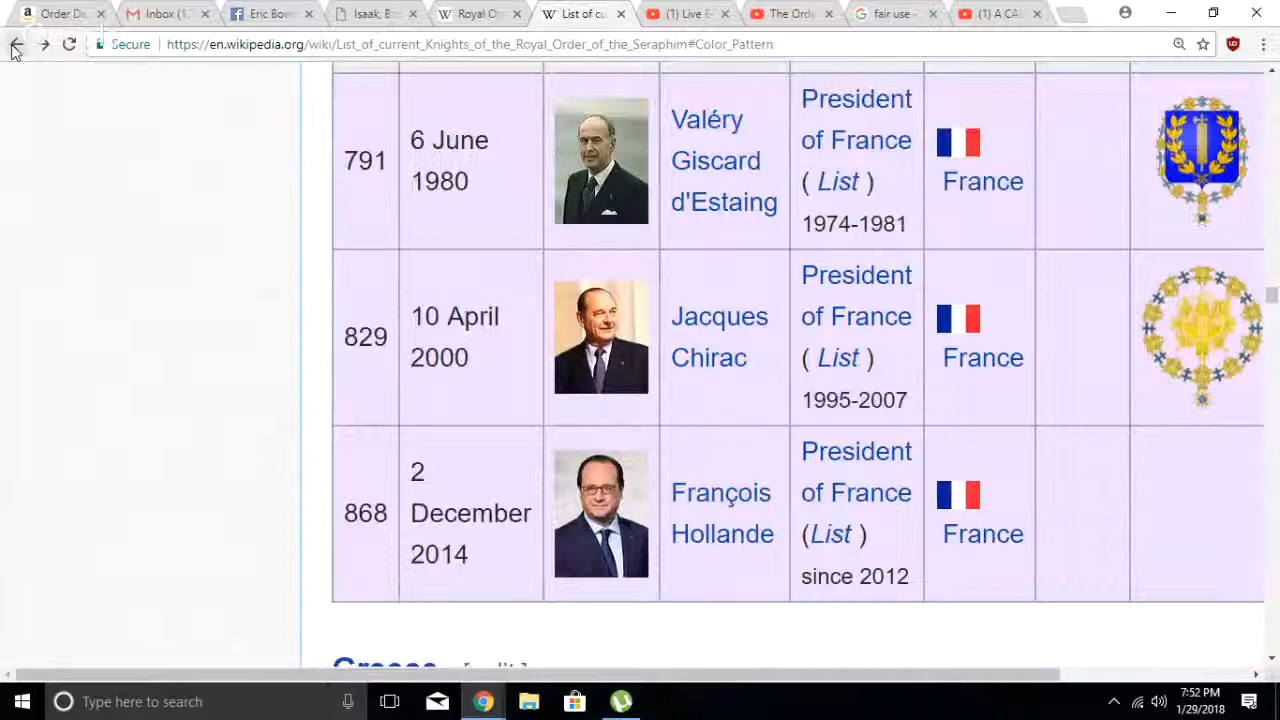 Order De
Inbox (1,
Eric Bow
Isaak, B
Royal Or
List of cu
(1) Live E
The Orde
fair use -
(1) A CAL
Secure
https://en.wikipedia.org/wiki/List_of_current_Knights_of_the_Royal_Order_of_the_Seraphim#Color_Pattern
791
6 June
1980
Valéry
Giscard
d'Estaing
President
of France
( List )
1974-1981
France
829
10 April
2000
Jacques
Chirac
President
of France
( List )
1995-2007
France
868
2
December
2014
François
Hollande
President
of France
(List )
since 2012
France
Greece
Type here to search
7:52 PM
1/29/2018